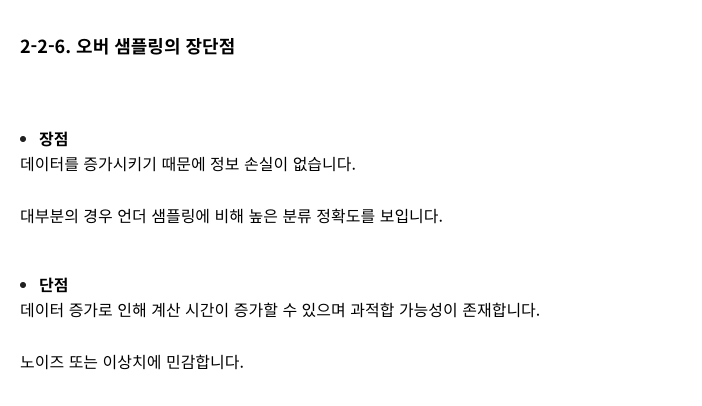 2-2-6. 오버 샘플링의 장단점
• 장점
데이터를 증가시키기 때문에 정보 손실이 없습니다.
대부분의 경우 언더 샘플링에 비해 높은 분류 정확도를 보입니다.
• 단점
데이터 증가로 인해 계산 시간이 증가할 수 있으며 과적합 가능성이 존재합니다.
노이즈 또는 이상치에 민감합니다.